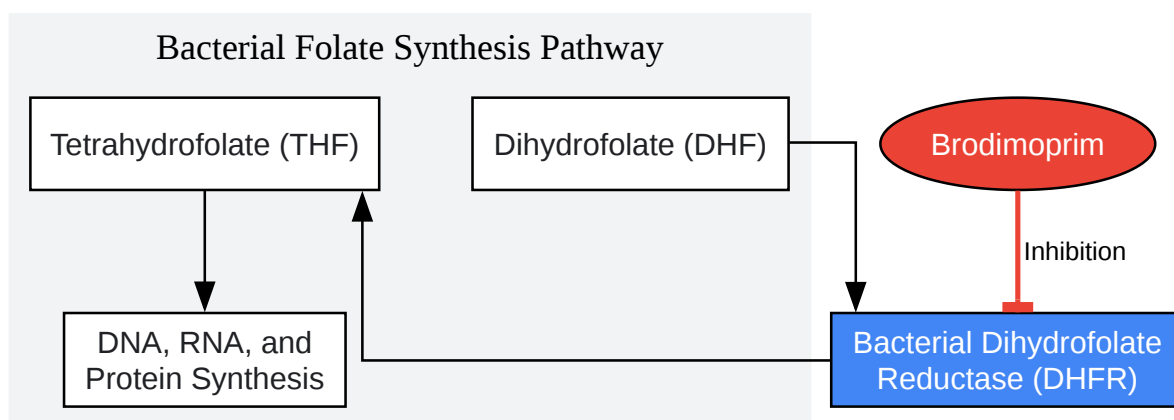 Bacterial Folate Synthesis Pathway
Tetrahydrofolate (THF)
Dihydrofolate (DHF)
Brodimoprim
Inhibition
DNA, RNA, and
Protein Synthesis
Bacterial Dihydrofolate
Reductase (DHFR)